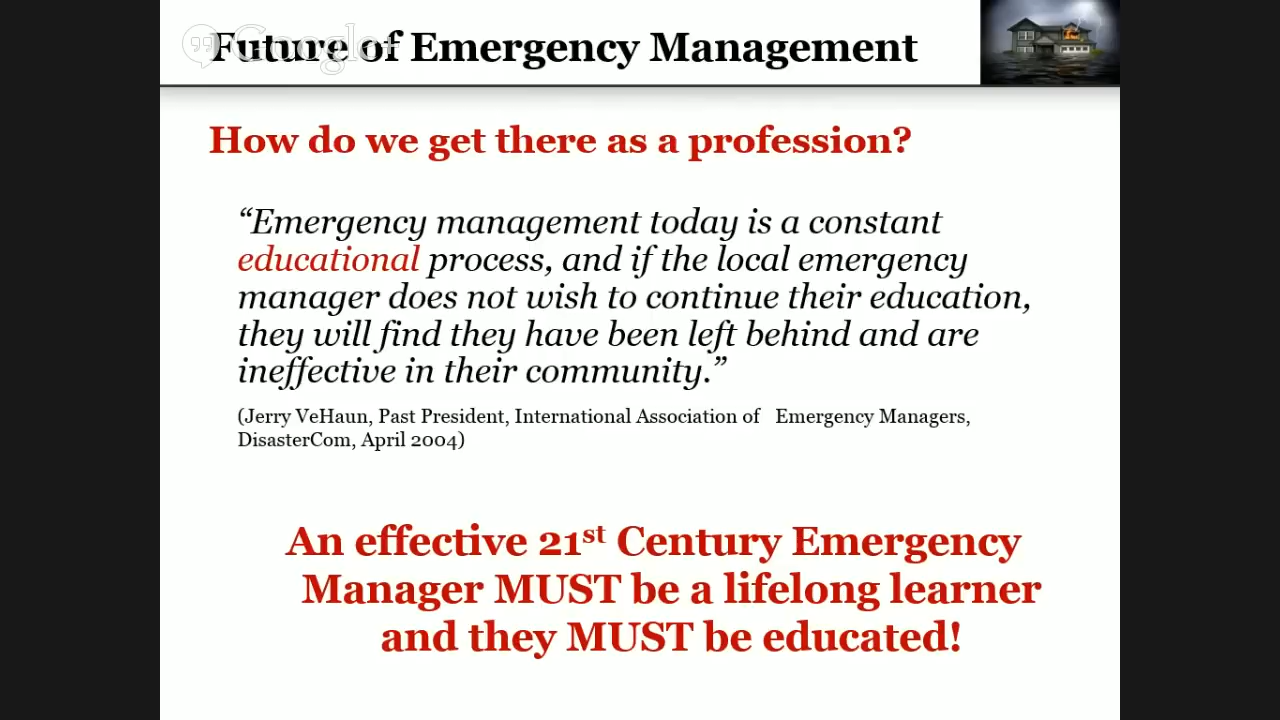 Google+
Future of Emergency Management
How do we get there as a profession?
“Emergency management today is a constant
educational process, and if the local emergency
manager does not wish to continue their education,
they will find they have been left behind and are
ineffective in their community.”
(Jerry VeHaun, Past President, International Association of Emergency Managers,
DisasterCom, April 2004)
An effective 21st Century Emergency
Manager MUST be a lifelong learner
and they MUST be educated!